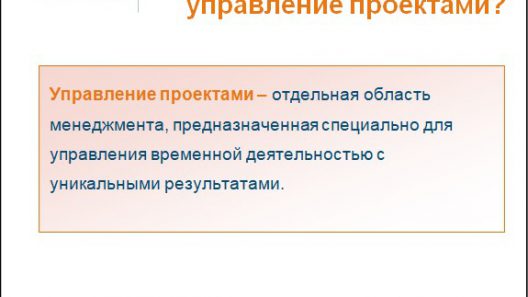 управление проектами?
Управление проектами – отдельная область
менеджмента, предназначенная специально для
управления временной деятельностью с
уникальными результатами.